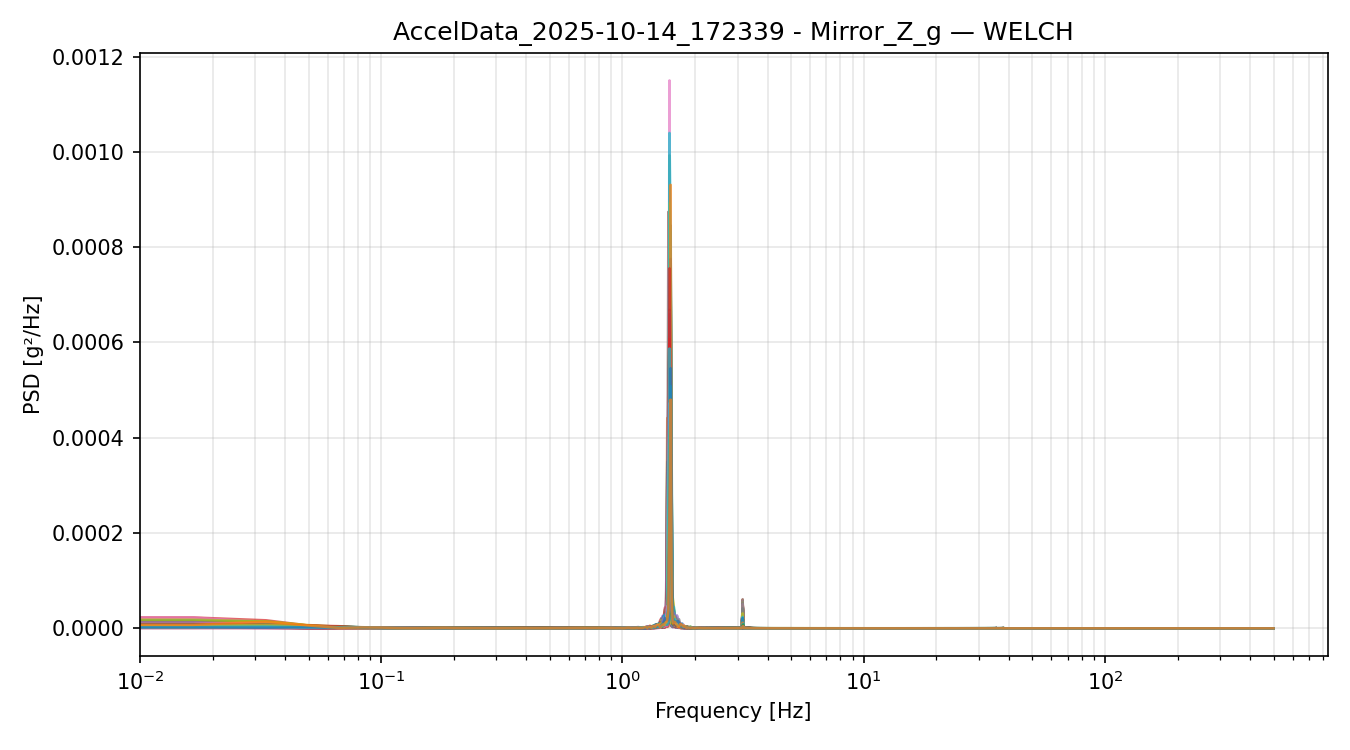 AccelData_2025-10-14_172339 - Mirror_Z_g — WELCH
0.0012
0.0010
0.0008
0.0006
0.0004
0.0002
0.0000
PSD [g²/Hz]
10⁻² 10⁻¹ 10⁰ 10¹ 10²
Frequency [Hz]